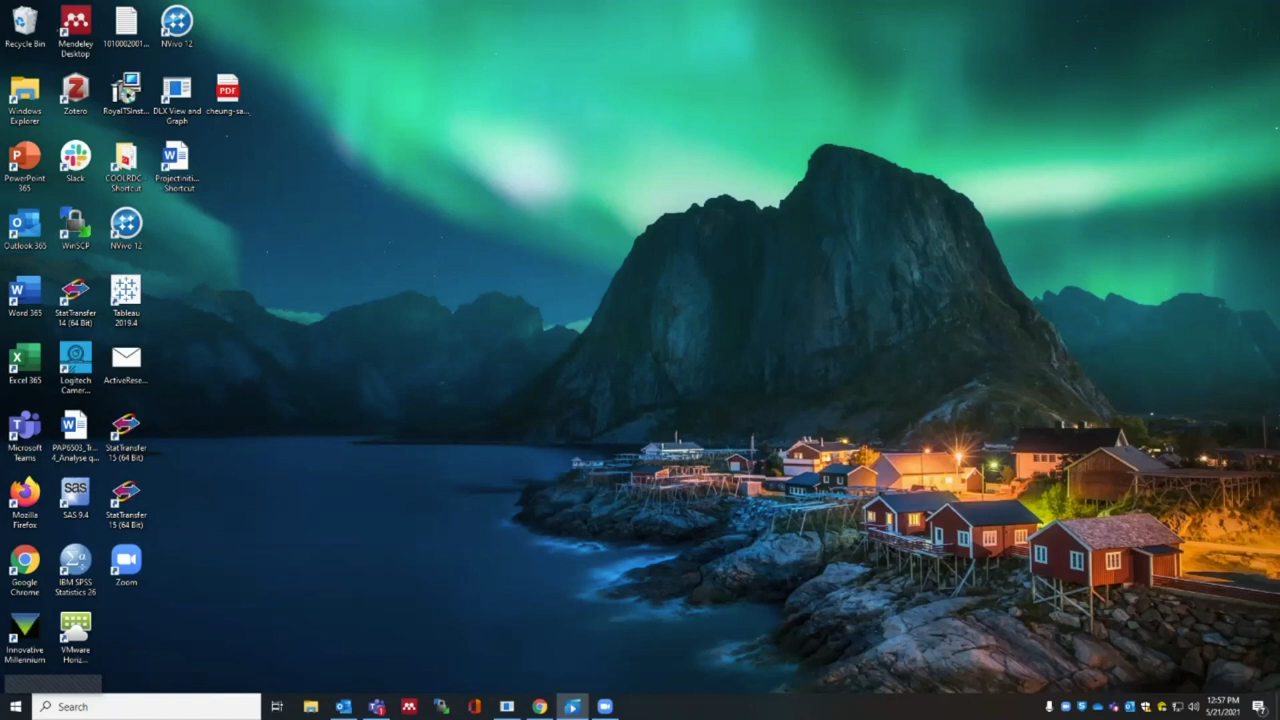 Recycle Bin
Mendeley
Desktop
1010002001...
NVivo 12
Windows
Explorer
Zotero
RoyalTSInst...
DLX View and
Graph
PDF
cheung-sa...
PowerPoint
365
Slack
COOLRDC
- Shortcut
Projectiniti...
- Shortcut
Outlook 365
WinSCP
NVivo 12
Word 365
StatTransfer
14 (64 Bit)
Tableau
2019.4
Excel 365
Logitech
Camer...
ActiveRese...
Microsoft
Teams
PAP6503_Tr...
4_Analyse q...
StatTransfer
15 (64 Bit)
Mozilla
Firefox
sas
SAS 9.4
StatTransfer
15 (64 Bit)
Google
Chrome
IBM SPSS
Statistics 26
Zoom
Innovative
Millennium
VMware
Horiz...
Search
12:57 PM
5/21/2021